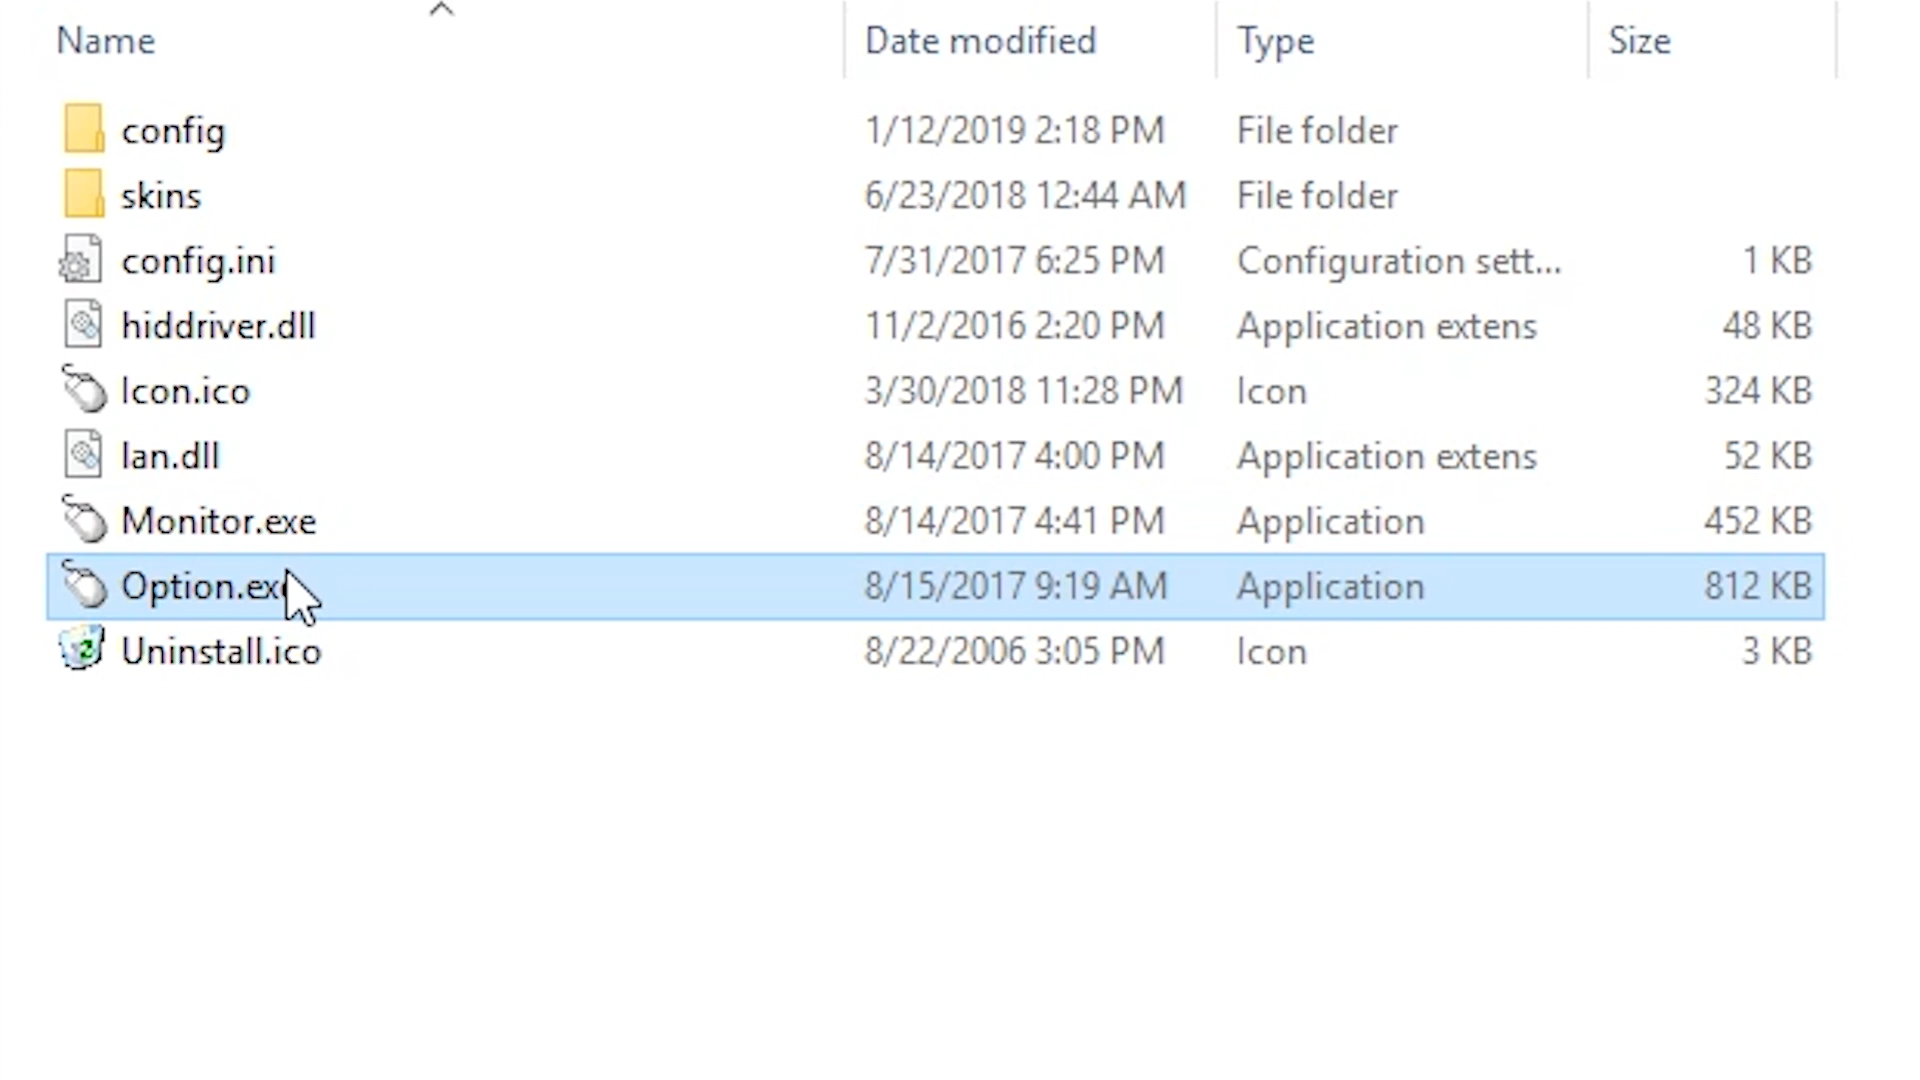 Name Date modified Type Size
config 1/12/2019 2:18 PM File folder
skins 6/23/2018 12:44 AM File folder
config.ini 7/31/2017 6:25 PM Configuration sett... 1 KB
hiddriver.dll 11/2/2016 2:20 PM Application extens 48 KB
Icon.ico 3/30/2018 11:28 PM Icon 324 KB
lan.dll 8/14/2017 4:00 PM Application extens 52 KB
Monitor.exe 8/14/2017 4:41 PM Application 452 KB
Option.exe 8/15/2017 9:19 AM Application 812 KB
Uninstall.ico 8/22/2006 3:05 PM Icon 3 KB